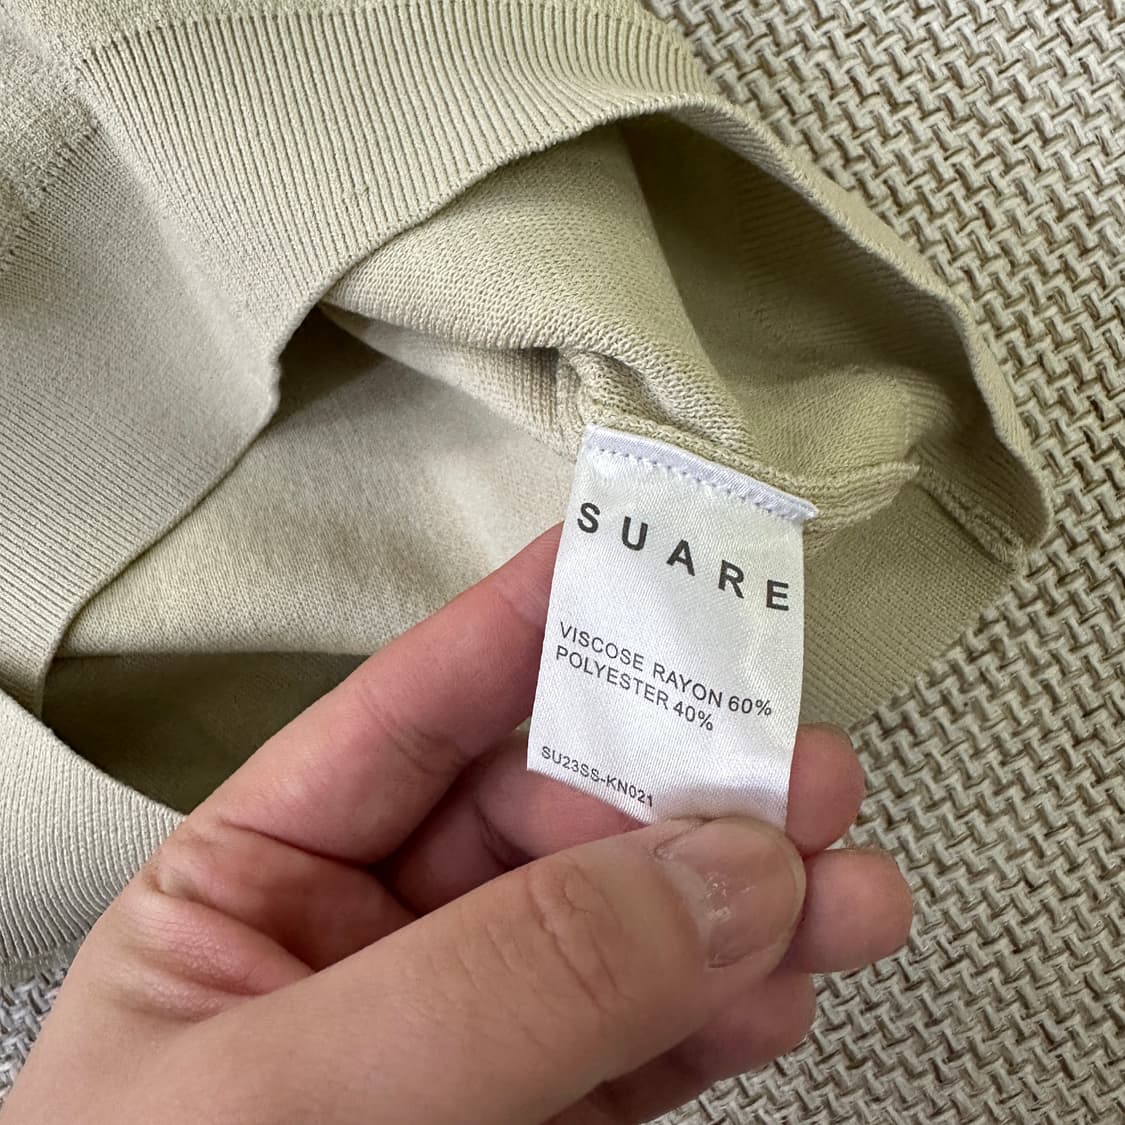 SUARE
VISCOSE RAYON 60%
POLYESTER 40%
SU23SS-KN021